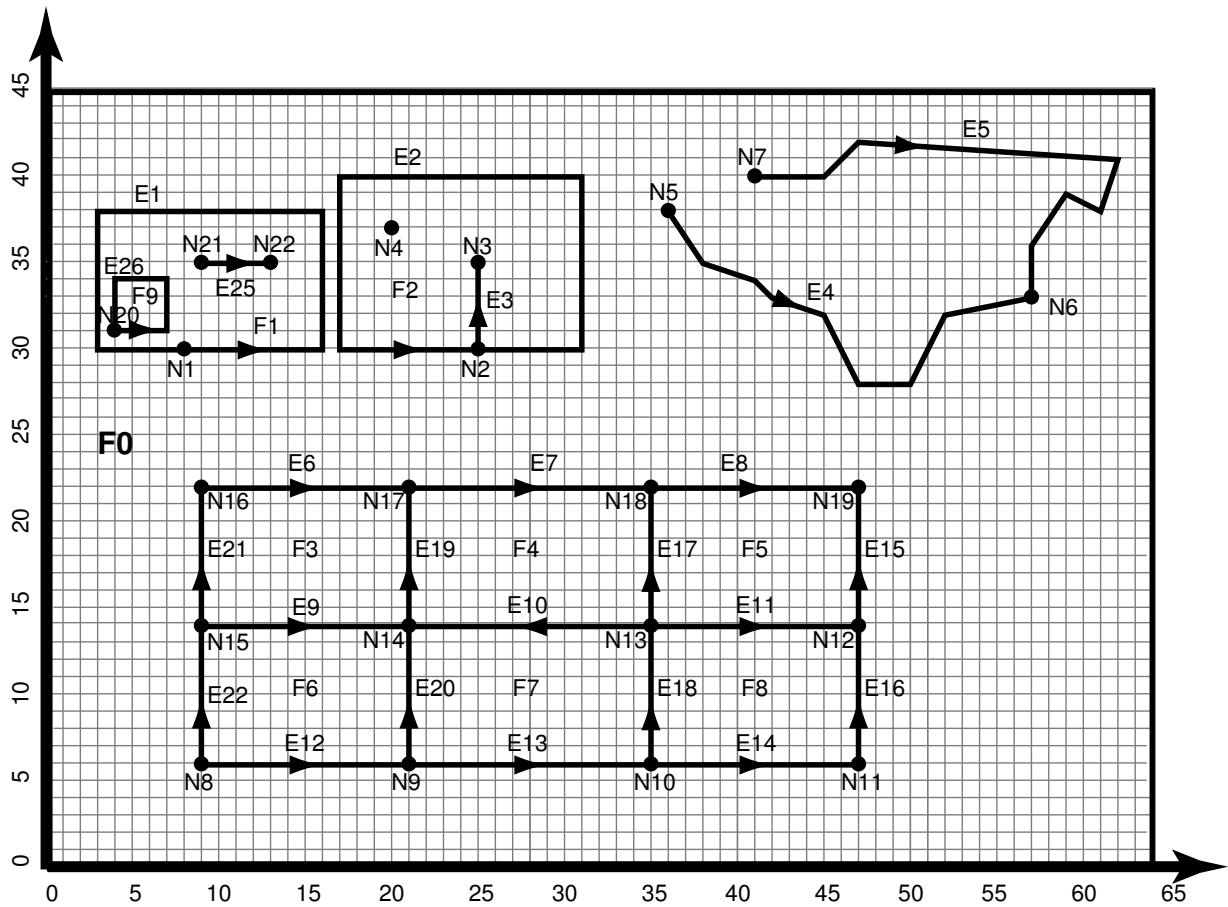 45
E5
E2
40
N7
N5
E1
N4
N21 N22 N3
35
E26
E25
F9 F2 E3 E4
N20 F1 N6
30
N1 N2
25
F0
E6 E7 E8
N16 N17 N18 N19
20
E21 F3 E19 F4 E17 F5 E15
15
E9 E10 E11
N15 N14 N13 N12
10
E22 F6 E20 F7 E18 F8 E16
E12 E13 E14
5
N8 N9 N10 N11
0
0 5 10 15 20 25 30 35 40 45 50 55 60 65